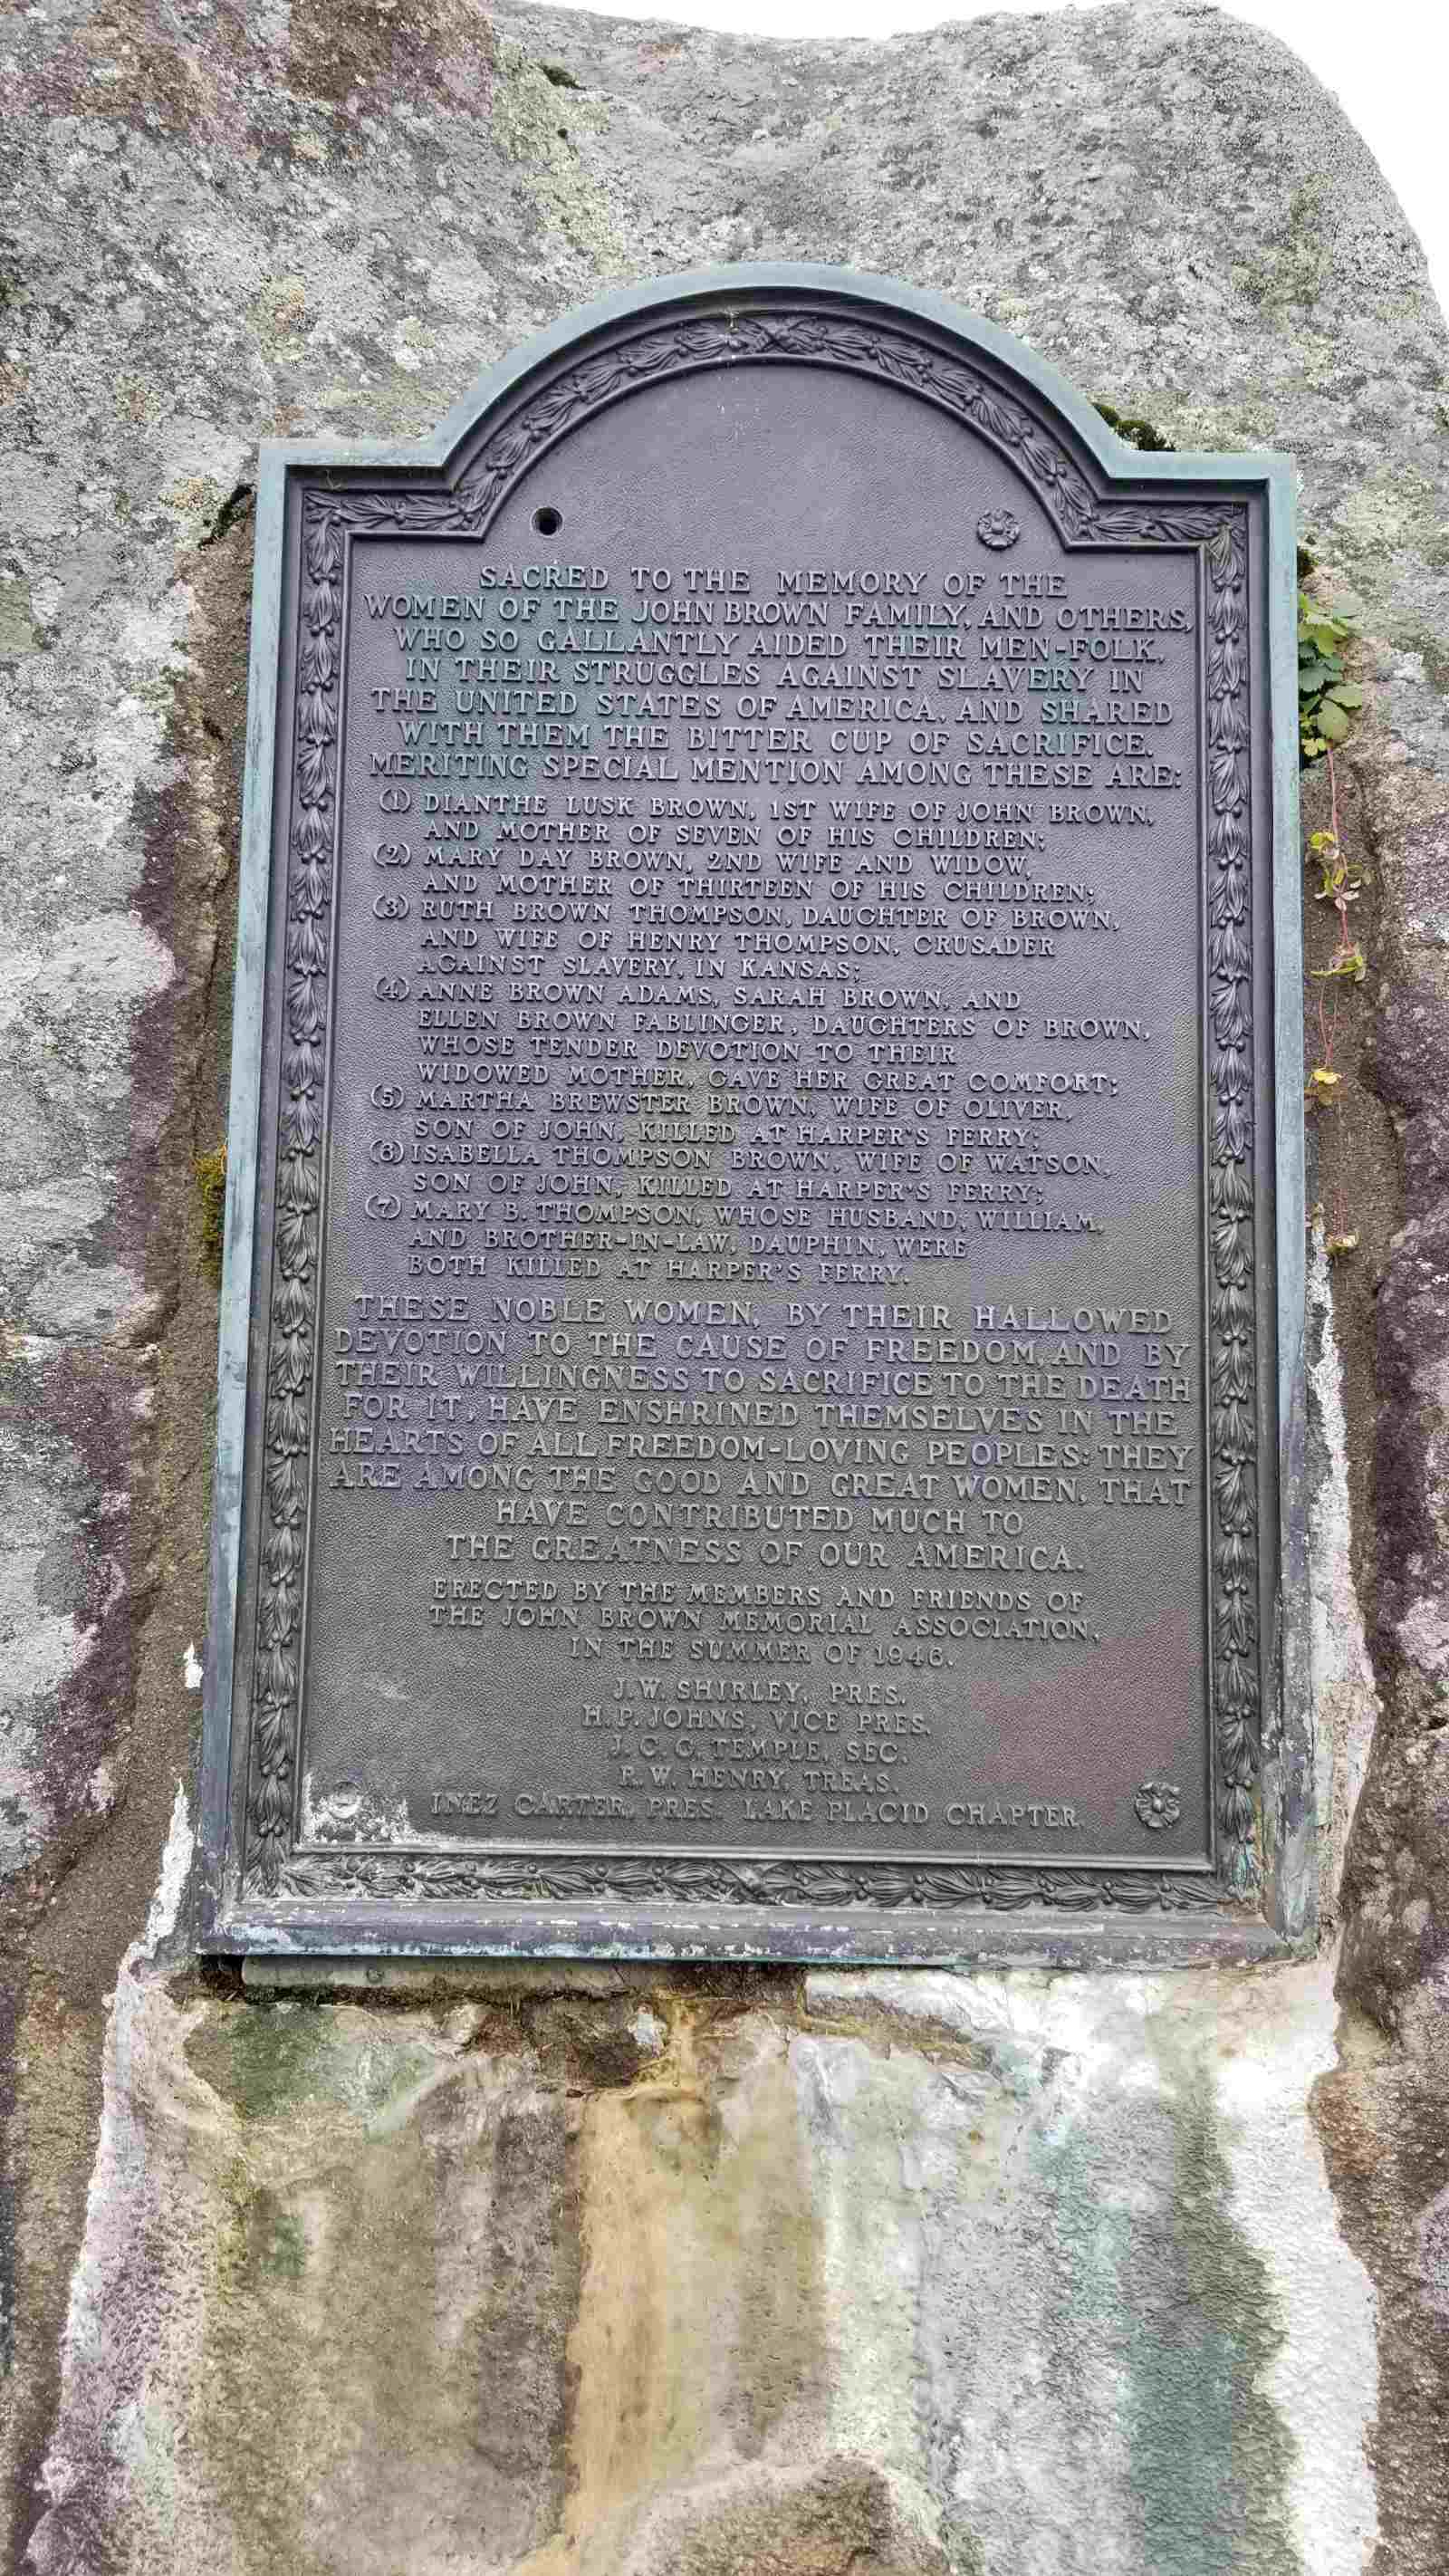 SACRED TO THE MEMORY OF THE
WOMEN OF THE JOHN BROWN FAMILY, AND OTHERS,
WHO SO GALLANTLY AIDED THEIR MEN-FOLK,
IN THEIR STRUGGLES AGAINST SLAVERY IN
THE UNITED STATES OF AMERICA, AND SHARED
WITH THEM THE BITTER CUP OF SACRIFICE.
MERITING SPECIAL MENTION AMONG THESE ARE:
(1) DIANTHE LUSK BROWN, 1ST WIFE OF JOHN BROWN,
AND MOTHER OF SEVEN OF HIS CHILDREN;
(2) MARY DAY BROWN, 2ND WIFE AND WIDOW,
AND MOTHER OF THIRTEEN OF HIS CHILDREN;
(3) RUTH BROWN THOMPSON, DAUGHTER OF BROWN,
AND WIFE OF HENRY THOMPSON, CRUSADER
AGAINST SLAVERY, IN KANSAS;
(4) ANNE BROWN ADAMS, SARAH BROWN, AND
ELLEN BROWN FABLINGER, DAUGHTERS OF BROWN,
WHOSE TENDER DEVOTION TO THEIR
WIDOWED MOTHER, GAVE HER GREAT COMFORT;
(5) MARTHA BREWSTER BROWN, WIFE OF OLIVER,
SON OF JOHN, KILLED AT HARPER'S FERRY;
(6) ISABELLA THOMPSON BROWN, WIFE OF WATSON,
SON OF JOHN, KILLED AT HARPER'S FERRY;
(7) MARY B. THOMPSON, WHOSE HUSBAND, WILLIAM,
AND BROTHER-IN-LAW, DAUPHIN, WERE
BOTH KILLED AT HARPER'S FERRY.
THESE NOBLE WOMEN, BY THEIR HALLOWED
DEVOTION TO THE CAUSE OF FREEDOM, AND BY
THEIR WILLINGNESS TO SACRIFICE TO THE DEATH
FOR IT, HAVE ENSHRINED THEMSELVES IN THE
HEARTS OF ALL FREEDOM-LOVING PEOPLES: THEY
ARE AMONG THE GOOD AND GREAT WOMEN, THAT
HAVE CONTRIBUTED MUCH TO
THE GREATNESS OF OUR AMERICA.
ERECTED BY THE MEMBERS AND FRIENDS OF
THE JOHN BROWN MEMORIAL ASSOCIATION,
IN THE SUMMER OF 1946.
J.W. SHIRLEY, PRES.
H.P. JOHNS, VICE PRES.
J.C.G. TEMPLE, SEC.
R.W. HENRY, TREAS.
INEZ CARTER, PRES. LAKE PLACID CHAPTER